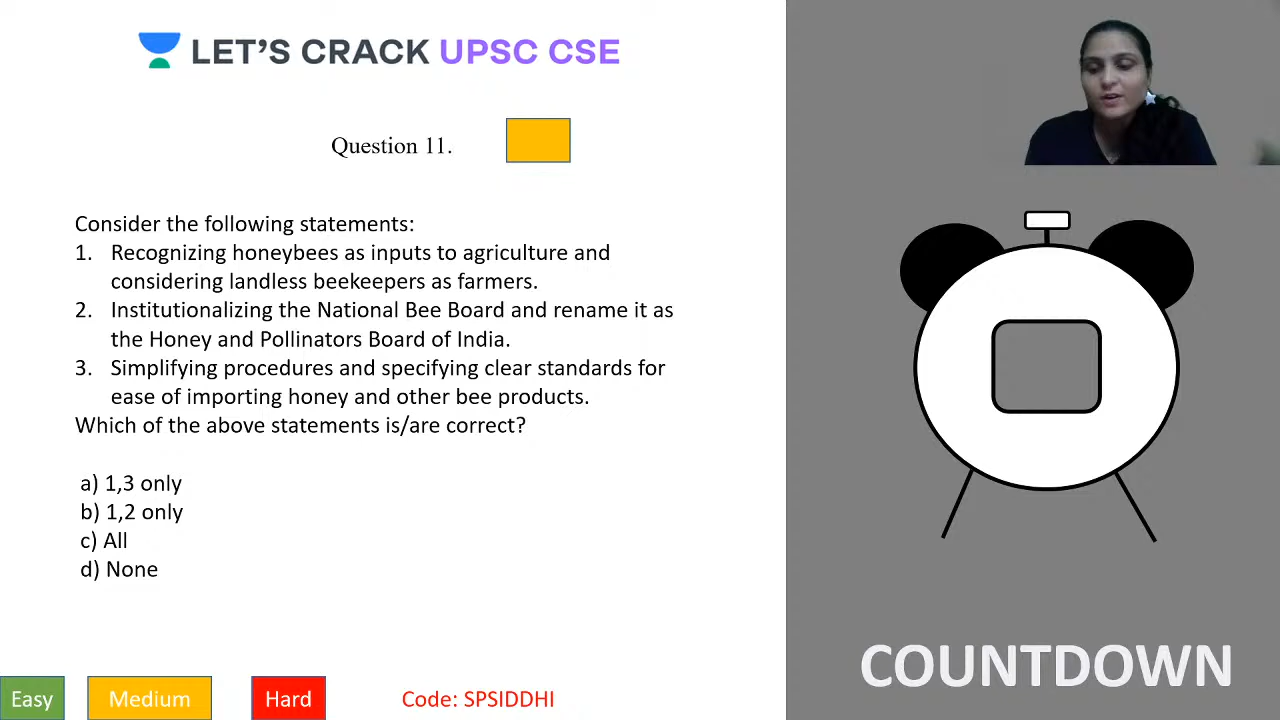 LET'S CRACK UPSC CSE
Question 11.
Consider the following statements:
1. Recognizing honeybees as inputs to agriculture and
considering landless beekeepers as farmers.
2. Institutionalizing the National Bee Board and rename it as
the Honey and Pollinators Board of India.
3. Simplifying procedures and specifying clear standards for
ease of importing honey and other bee products.
Which of the above statements is/are correct?
a) 1,3 only
b) 1,2 only
c) All
d) None
COUNTDOWN
Easy Medium Hard Code: SPSIDDHI